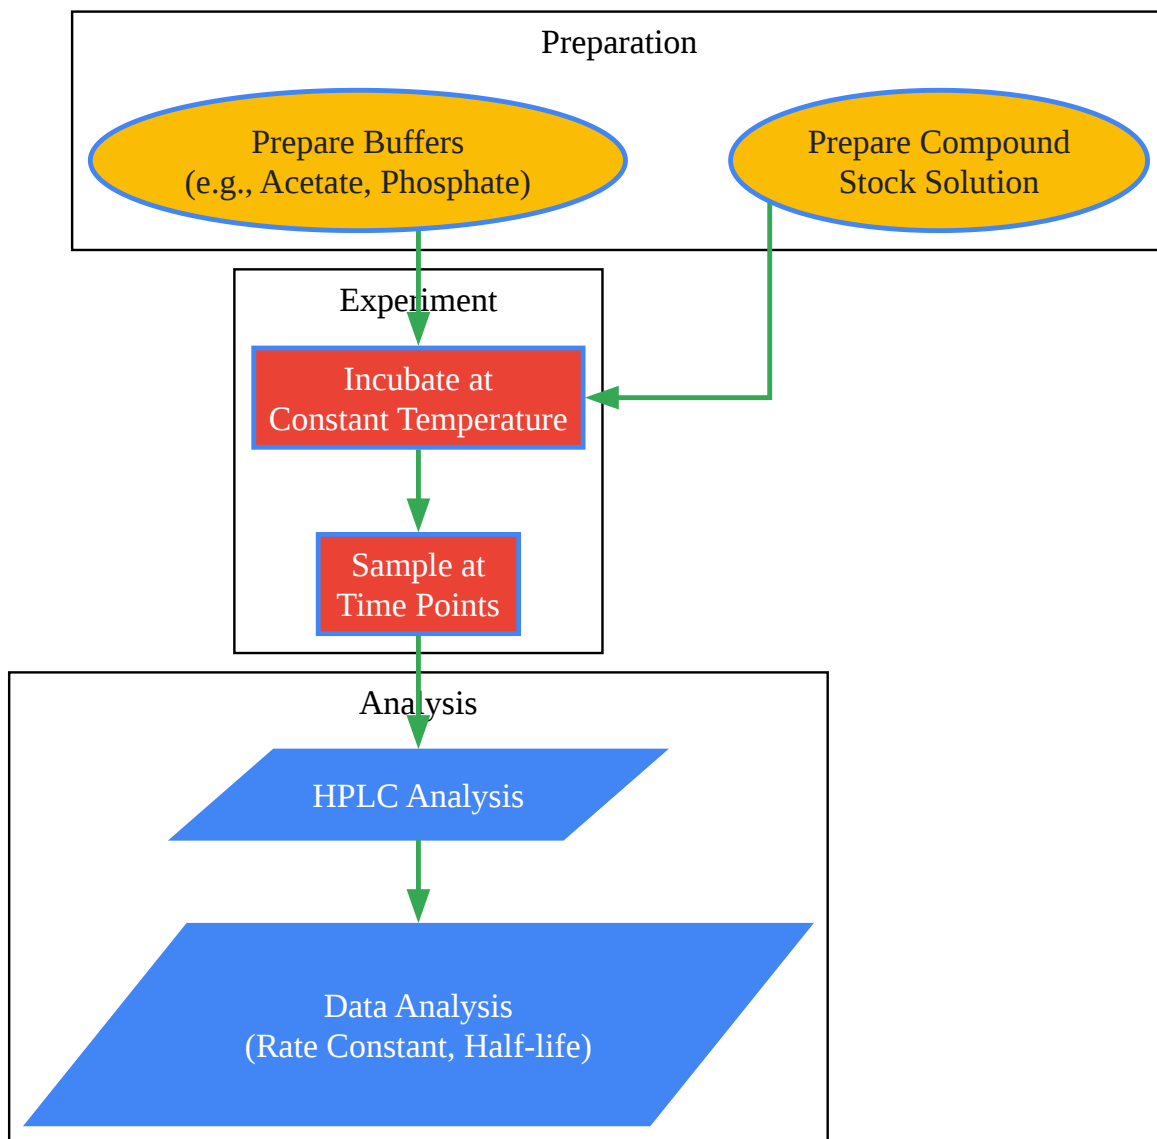 Preparation
Prepare Buffers
(e.g., Acetate, Phosphate)
Prepare Compound
Stock Solution
Experiment
Incubate at
Constant Temperature
Sample at
Time Points
Analysis
HPLC Analysis
Data Analysis
(Rate Constant, Half-life)